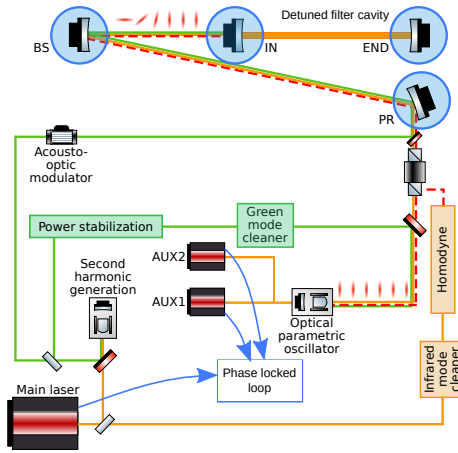 Detuned filter cavity
BS
IN
END
PR
Acousto-
optic
modulator
Power stabilization
Green
mode
cleaner
Homodyne
Second
harmonic
generation
AUX2
AUX1
Optical
parametric
oscillator
Infrared
mode
cleaner
Phase locked
loop
Main laser